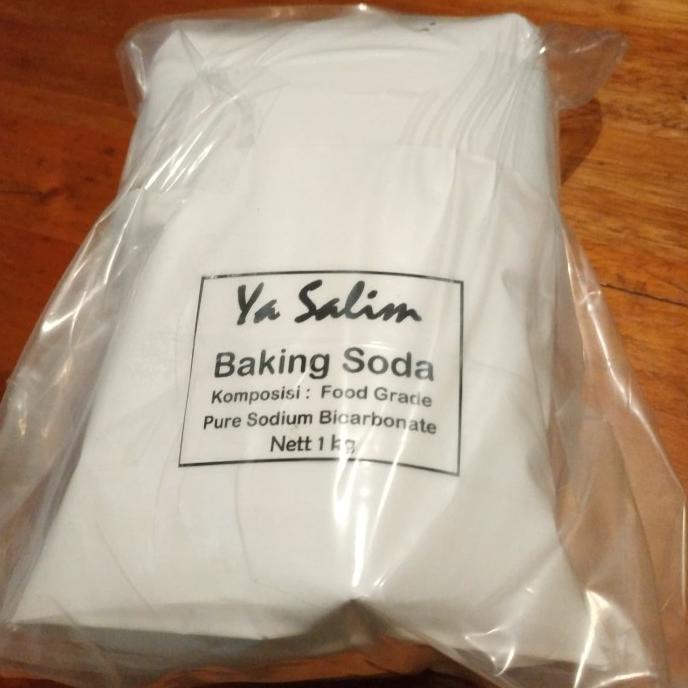 Ya Salim
Baking Soda
Komposisi : Food Grade
Pure Sodium Bicarbonate
Nett 1 kg